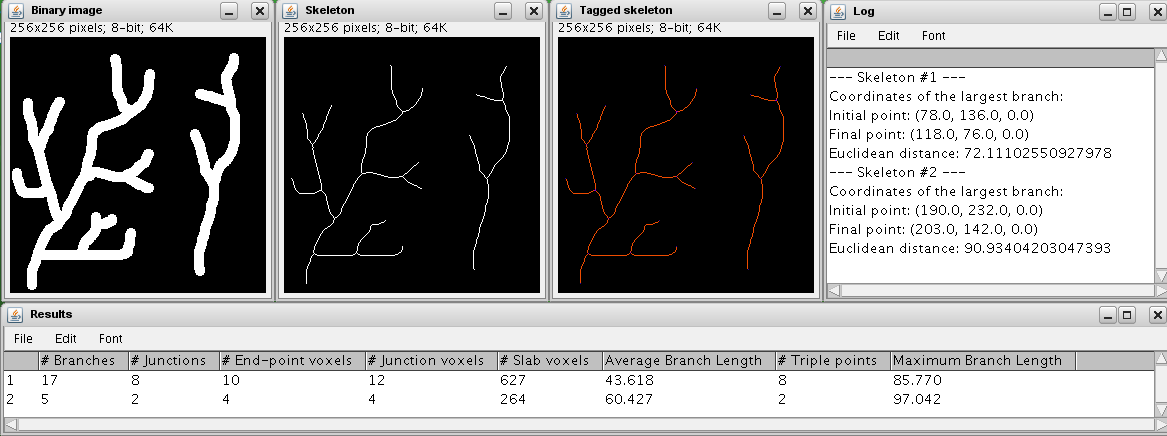 Binary image
256x256 pixels; 8-bit; 64K
Skeleton
256x256 pixels; 8-bit; 64K
Tagged skeleton
256x256 pixels; 8-bit; 64K
Log
File Edit Font
--- Skeleton #1 ---
Coordinates of the largest branch:
Initial point: (78.0, 136.0, 0.0)
Final point: (118.0, 76.0, 0.0)
Euclidean distance: 72.11102550927978
--- Skeleton #2 ---
Coordinates of the largest branch:
Initial point: (190.0, 232.0, 0.0)
Final point: (203.0, 142.0, 0.0)
Euclidean distance: 90.93404203047393
Results
File Edit Font
# Branches # Junctions # End-point voxels # Junction voxels # Slab voxels Average Branch Length # Triple points Maximum Branch Length
1 17 8 10 12 627 43.618 8 85.770
2 5 2 4 4 264 60.427 2 97.042